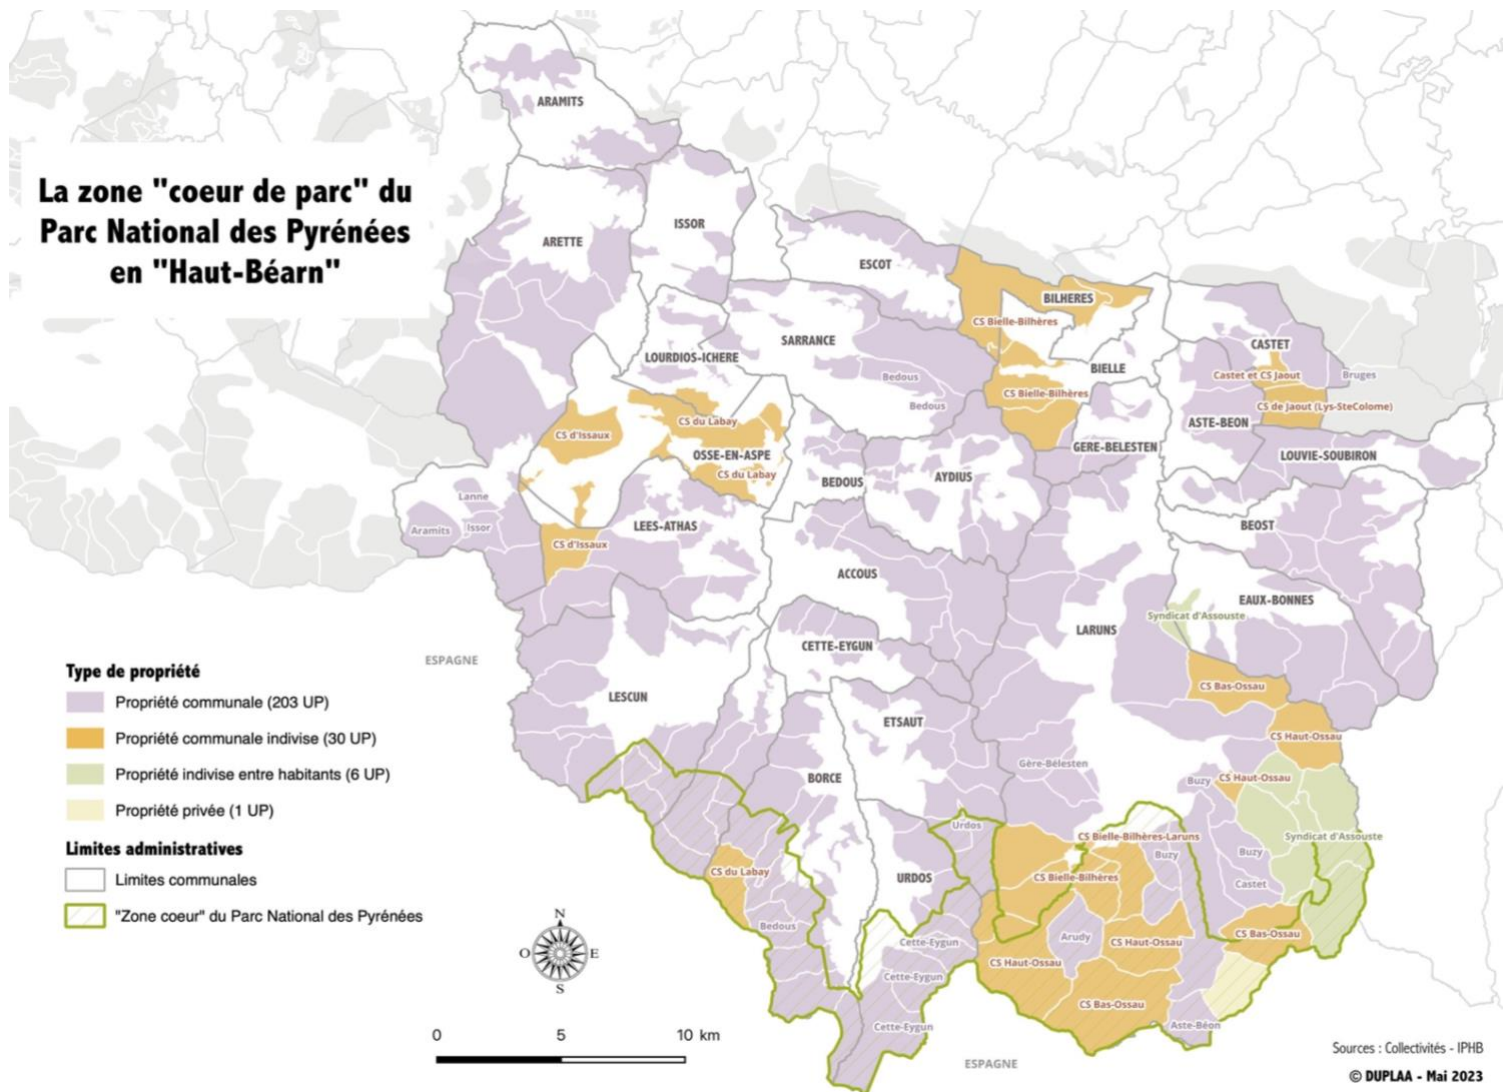 La zone "coeur de parc" du
Parc National des Pyrénées
en "Haut-Béarn"
ARAMITS
ISSOR
ARETTE
ESCOT
BILHERES
CS Bielle-Bilhères
SARRANCE
LOURDIOS-ICHERE
BIELLE
CASTET
Castet et CS Jaout
Bruges
Bedous
CS Bielle-Bilhères
Bedous
CS de Jaout (Lys-SteColome)
CS du Labay
ASTE-BEON
CS d'Issaux
OSSE-EN-ASPE
GERE-BELESTEN
LOUVIE-SOUBIRON
CS du Labay
BEDOUS
AYDIUS
Lanne
Aramits
Issor
LEES-ATHAS
BEOST
CS d'Issaux
ACCOUS
EAUX-BONNES
Syndicat d'Assouste
LARUNS
CETTE-EYGUN
ESPAGNE
CS Bas-Ossau
LESCUN
ETSAUT
CS Haut-Ossau
Gère-Bélesten
BORCE
Buzy
CS Haut-Ossau
Urdos
CS Bielle-Bilhères-Laruns
Syndicat d'Assouste
Buzy
Buzy
CS du Labay
CS Bielle-Bilhères
URDOS
Castet
Bedous
Cette-Eygun
Arudy
CS Haut-Ossau
CS Bas-Ossau
CS Haut-Ossau
Cette-Eygun
CS Bas-Ossau
Cette-Eygun
Aste-Béon
ESPAGNE
Type de propriété
Propriété communale (203 UP)
Propriété communale indivise (30 UP)
Propriété indivise entre habitants (6 UP)
Propriété privée (1 UP)
Limites administratives
Limites communales
"Zone coeur" du Parc National des Pyrénées
N
O
E
S
0 5 10 km
Sources : Collectivités - IPHB
© DUPLAA - Mai 2023